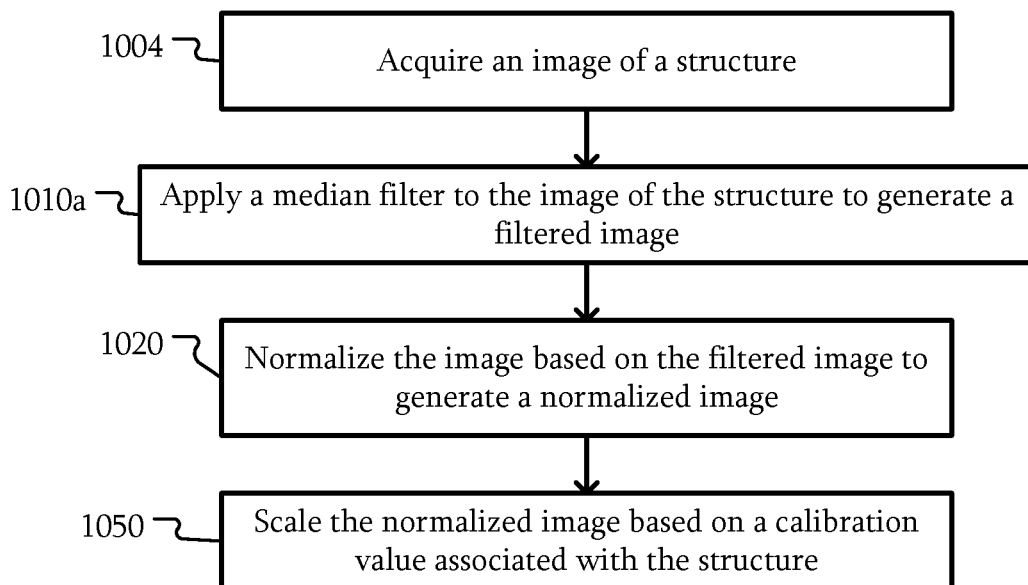 1004
Acquire an image of a structure
1010a
Apply a median filter to the image of the structure to generate a
filtered image
1020
Normalize the image based on the filtered image to
generate a normalized image
1050
Scale the normalized image based on a calibration
value associated with the structure